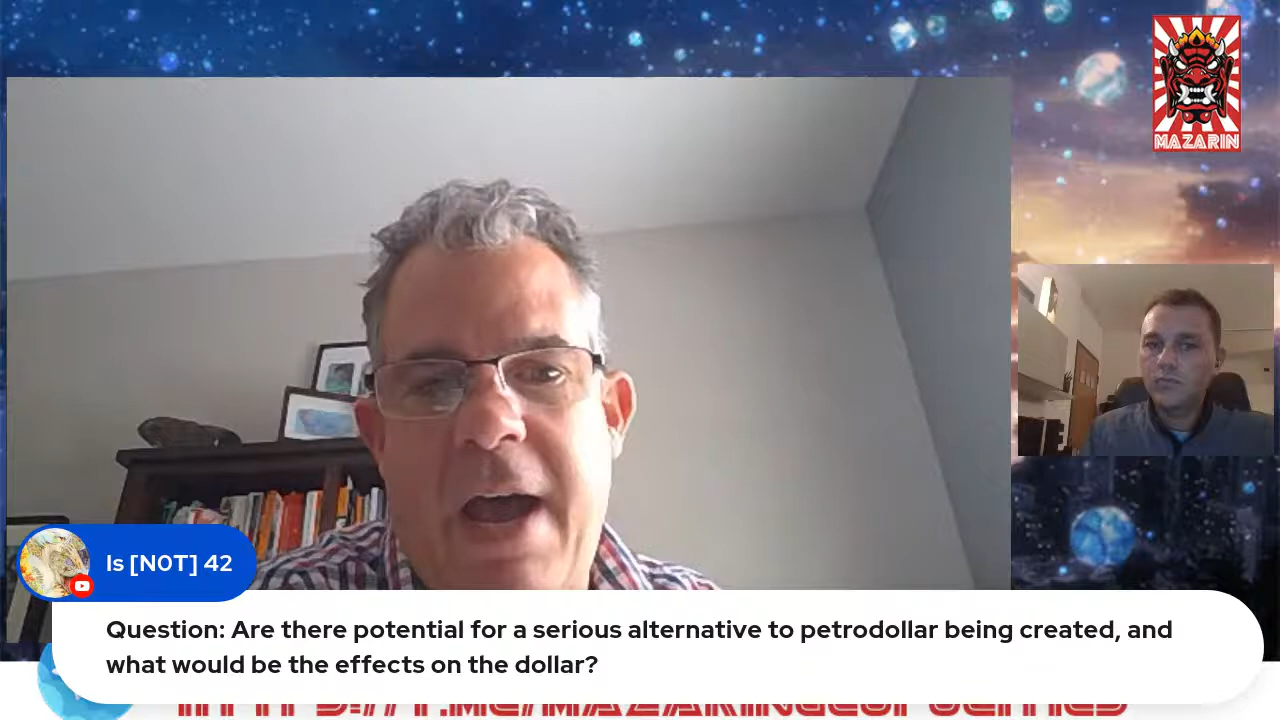 MAZARIN
Is [NOT] 42
Question: Are there potential for a serious alternative to petrodollar being created, and
what would be the effects on the dollar?